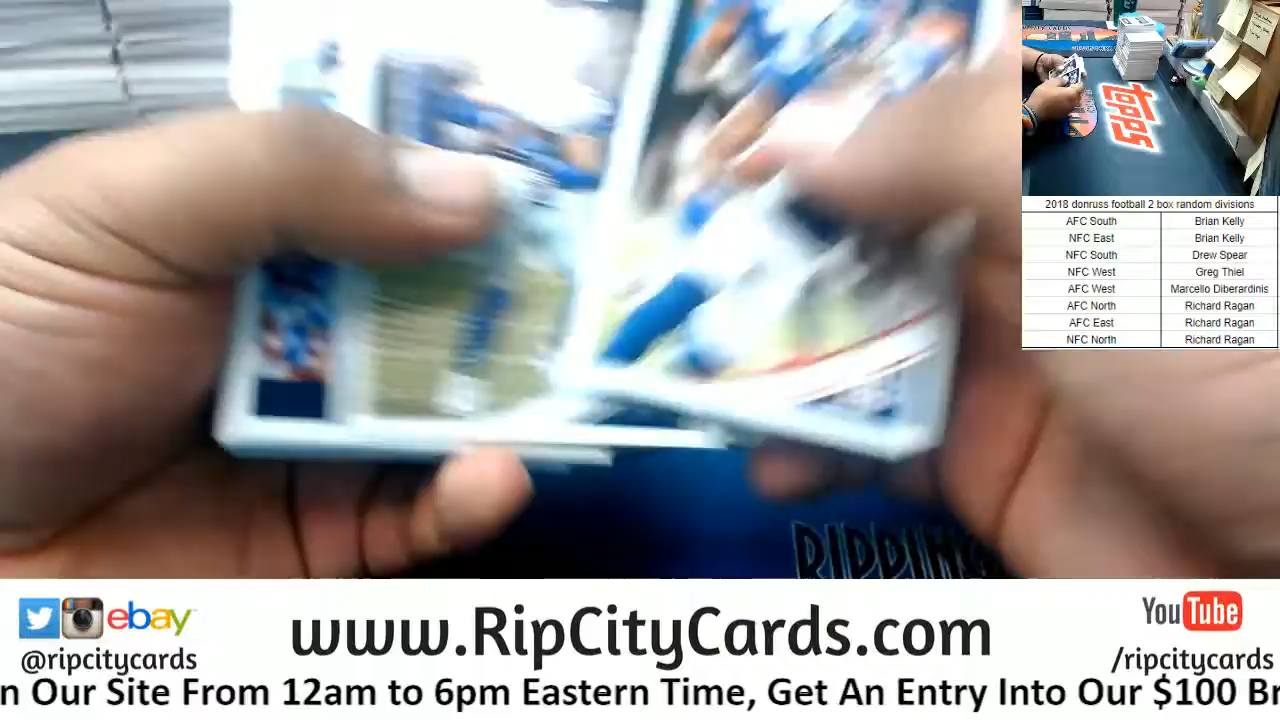 topps
2018 donruss football 2 box random divisions
AFC South Brian Kelly
NFC East Brian Kelly
NFC South Drew Spear
NFC West Greg Thiel
AFC West Marcello Diberardinis
AFC North Richard Ragan
AFC East Richard Ragan
NFC North Richard Ragan
RIPPING
ebay
www.RipCityCards.com
YouTube
@ripcitycards
/ripcitycards
n Our Site From 12am to 6pm Eastern Time, Get An Entry Into Our $100 Br